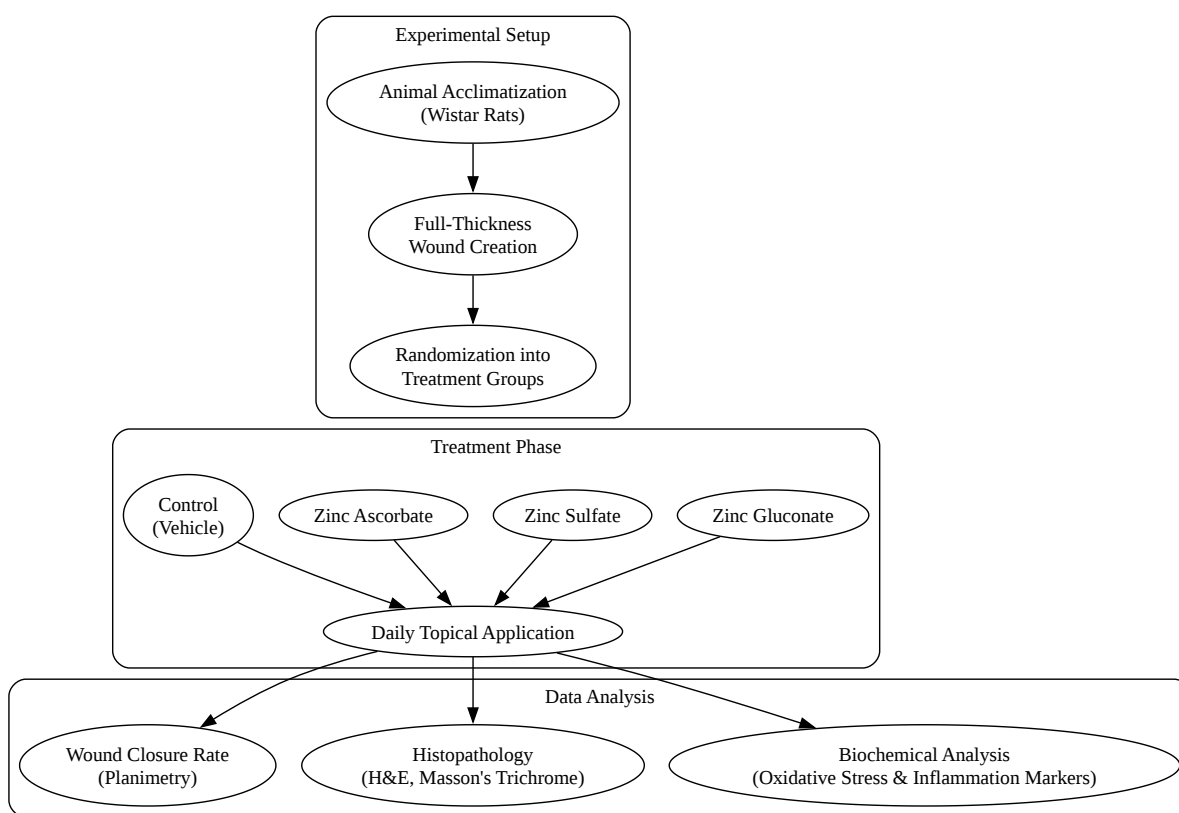 Experimental Setup
Animal Acclimatization
(Wistar Rats)
Full-Thickness
Wound Creation
Randomization into
Treatment Groups
Treatment Phase
Control
(Vehicle)
Zinc Ascorbate
Zinc Sulfate
Zinc Gluconate
Daily Topical Application
Data Analysis
Wound Closure Rate
(Planimetry)
Histopathology
(H&E, Masson's Trichrome)
Biochemical Analysis
(Oxidative Stress & Inflammation Markers)